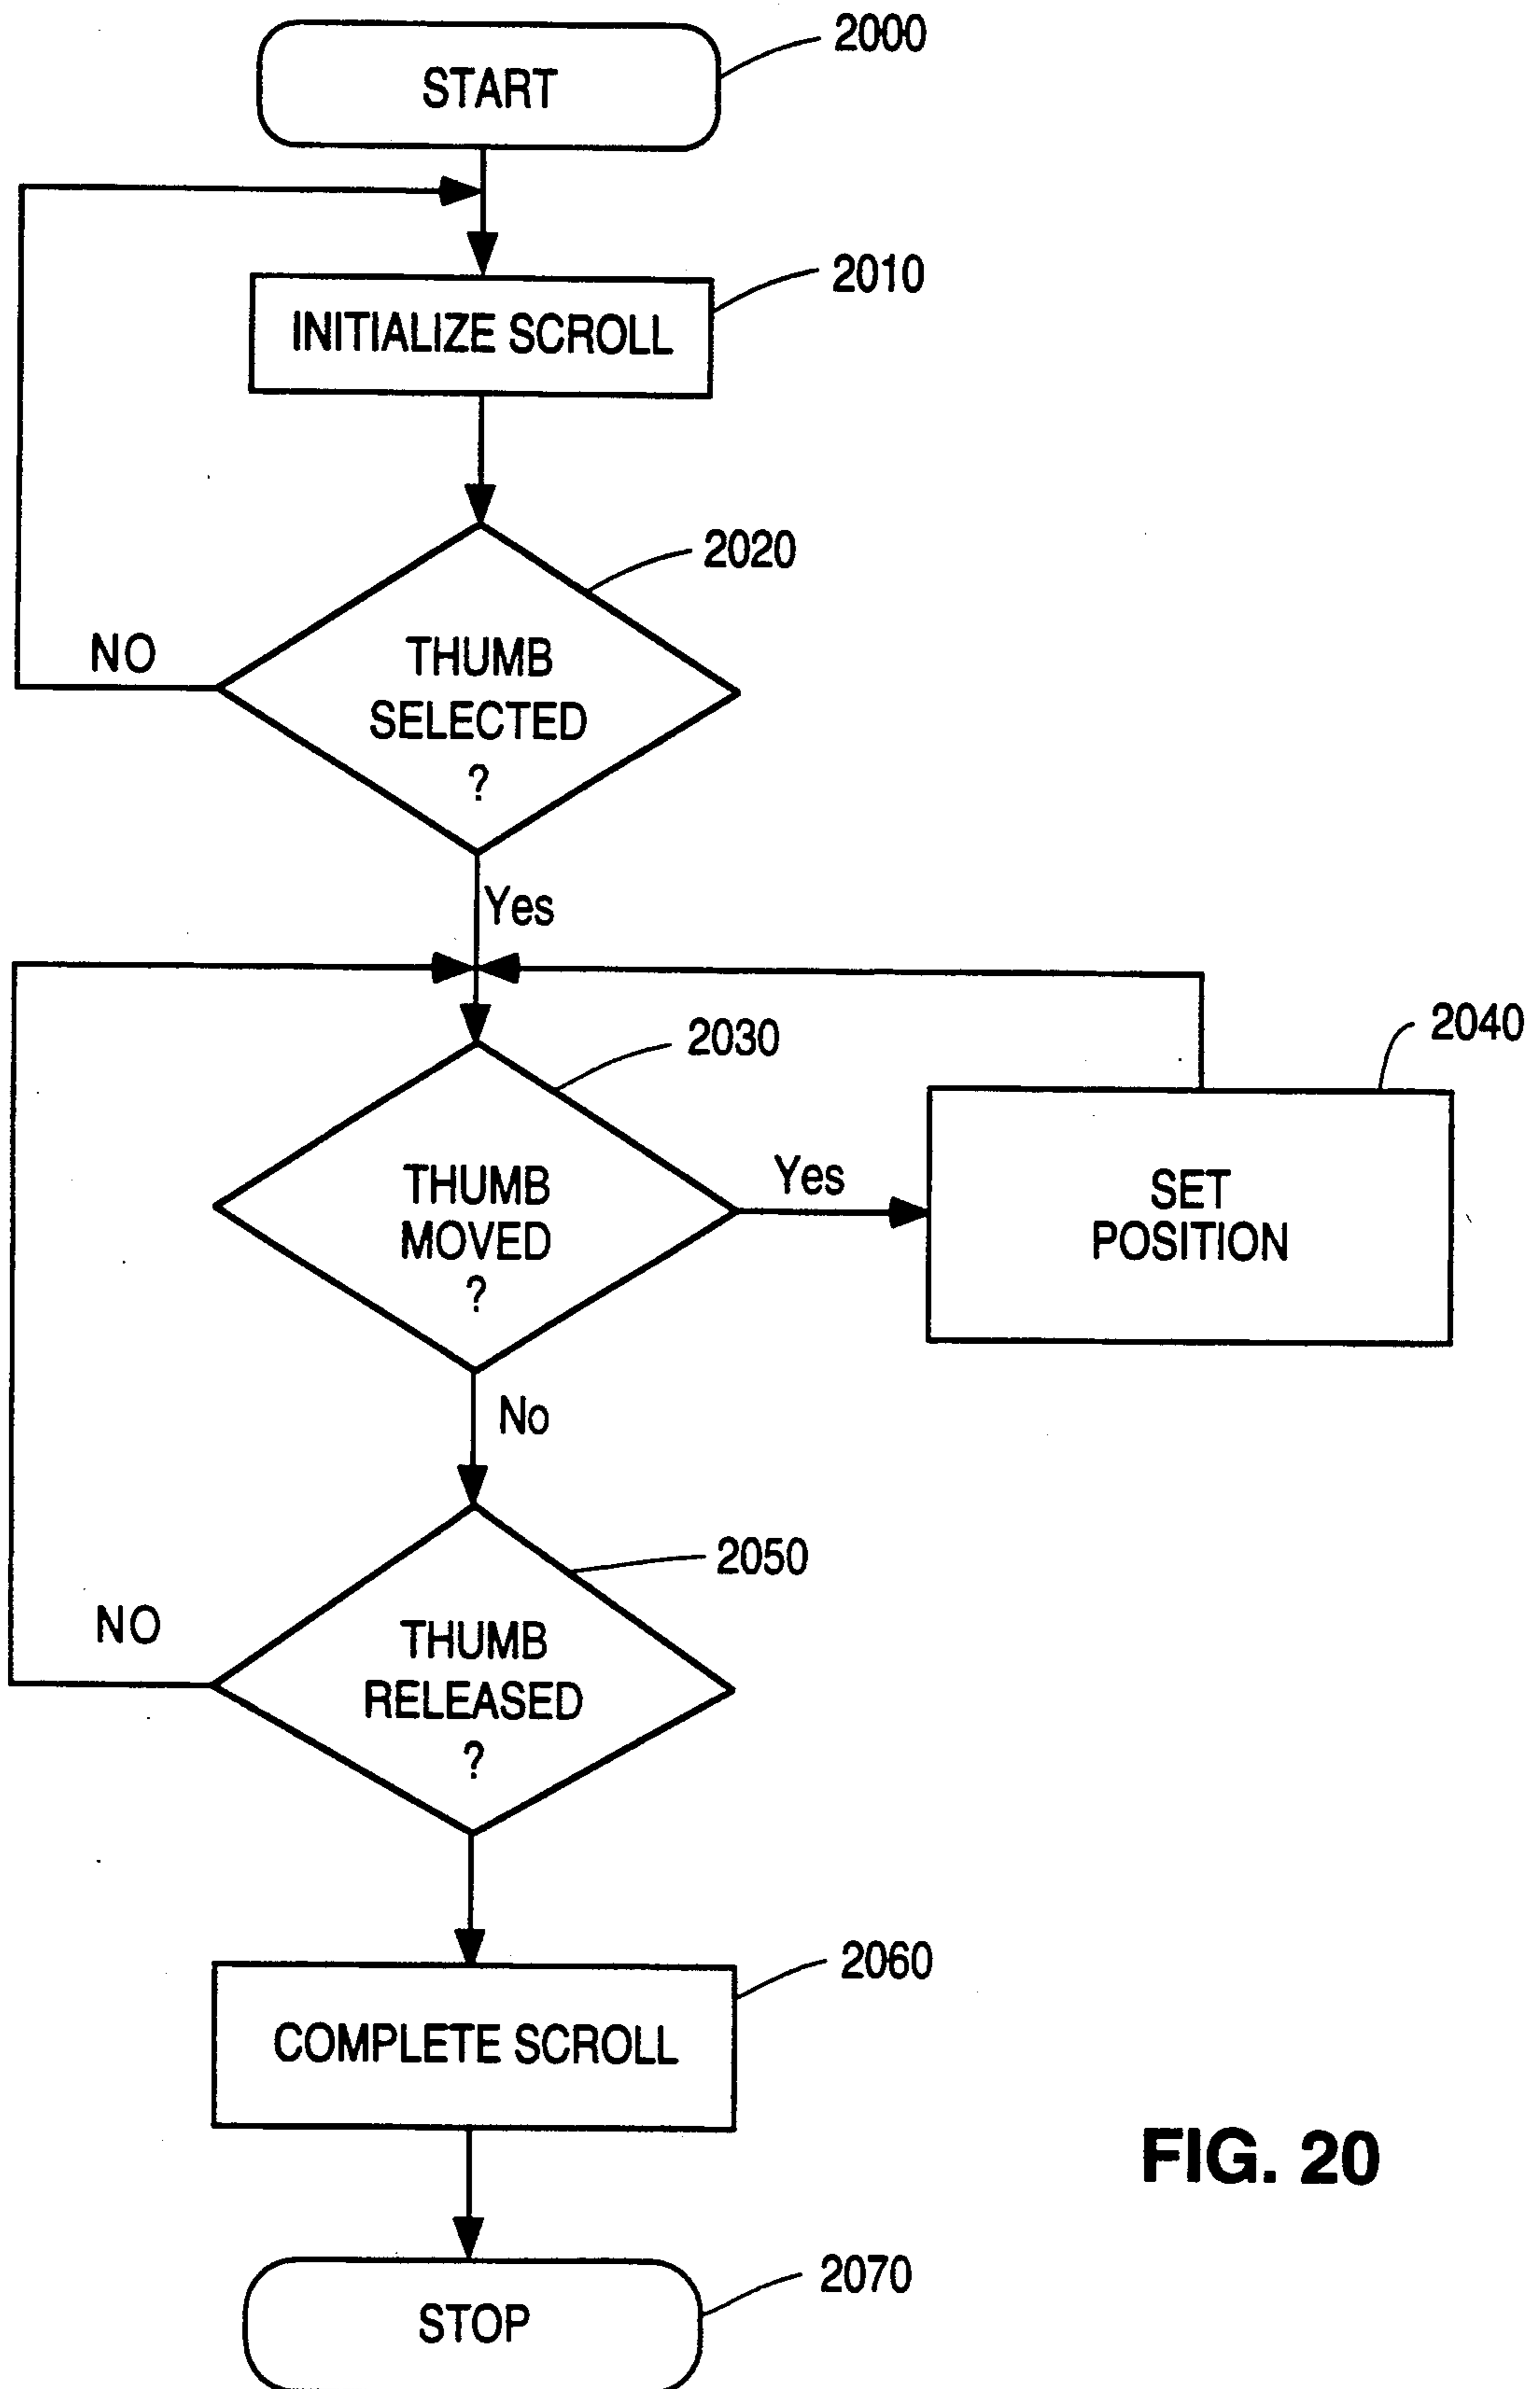 2000
START
2010
INITIALIZE SCROLL
2020
NO
THUMB
SELECTED
?
Yes
2030
2040
THUMB
MOVED
?
Yes
SET
POSITION
No
2050
NO
THUMB
RELEASED
?
2060
COMPLETE SCROLL
FIG. 20
2070
STOP